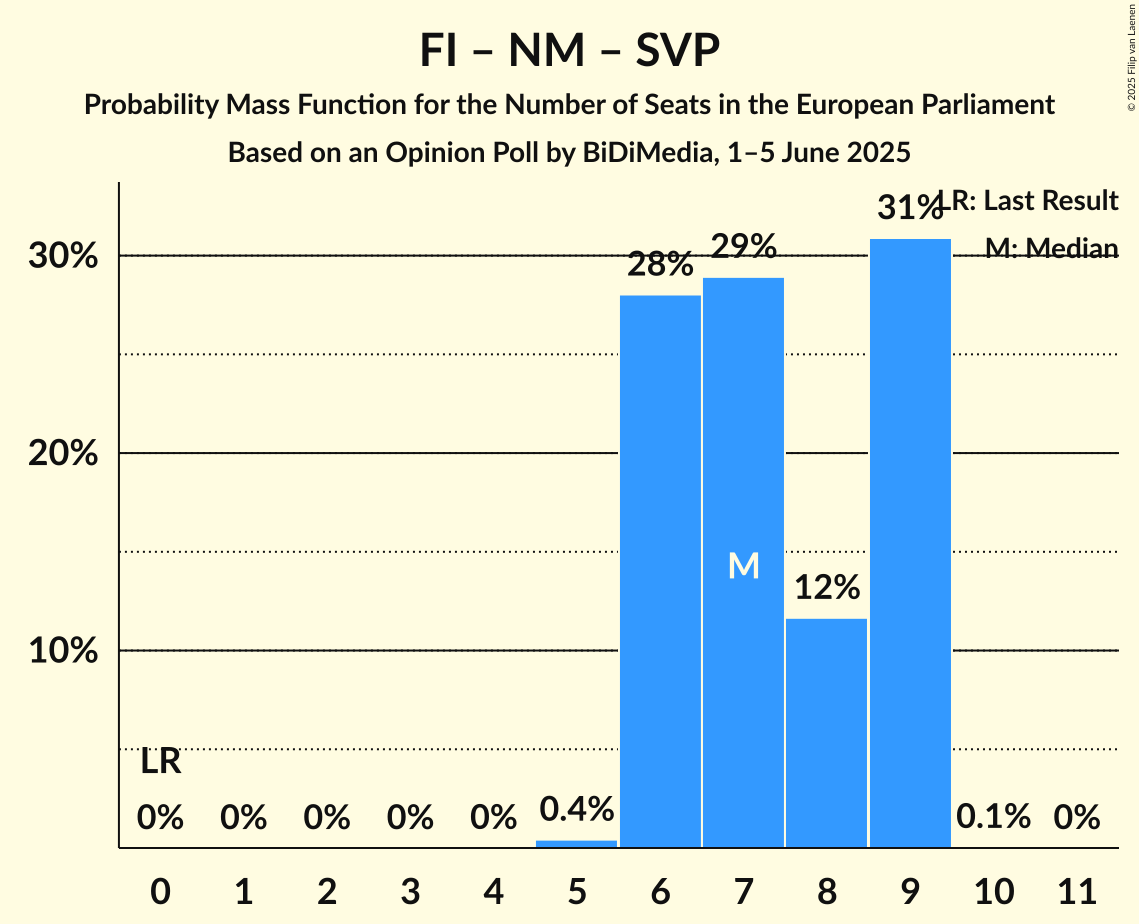 FI – NM – SVP
Probability Mass Function for the Number of Seats in the European Parliament
Based on an Opinion Poll by BiDiMedia, 1–5 June 2025
© 2025 Filip van Laenen
LR: Last Result
M: Median
30%
20%
10%
31%
29%
28%
M
12%
LR
0% 0% 0% 0% 0% 0.4% 0.1% 0%
0 1 2 3 4 5 6 7 8 9 10 11